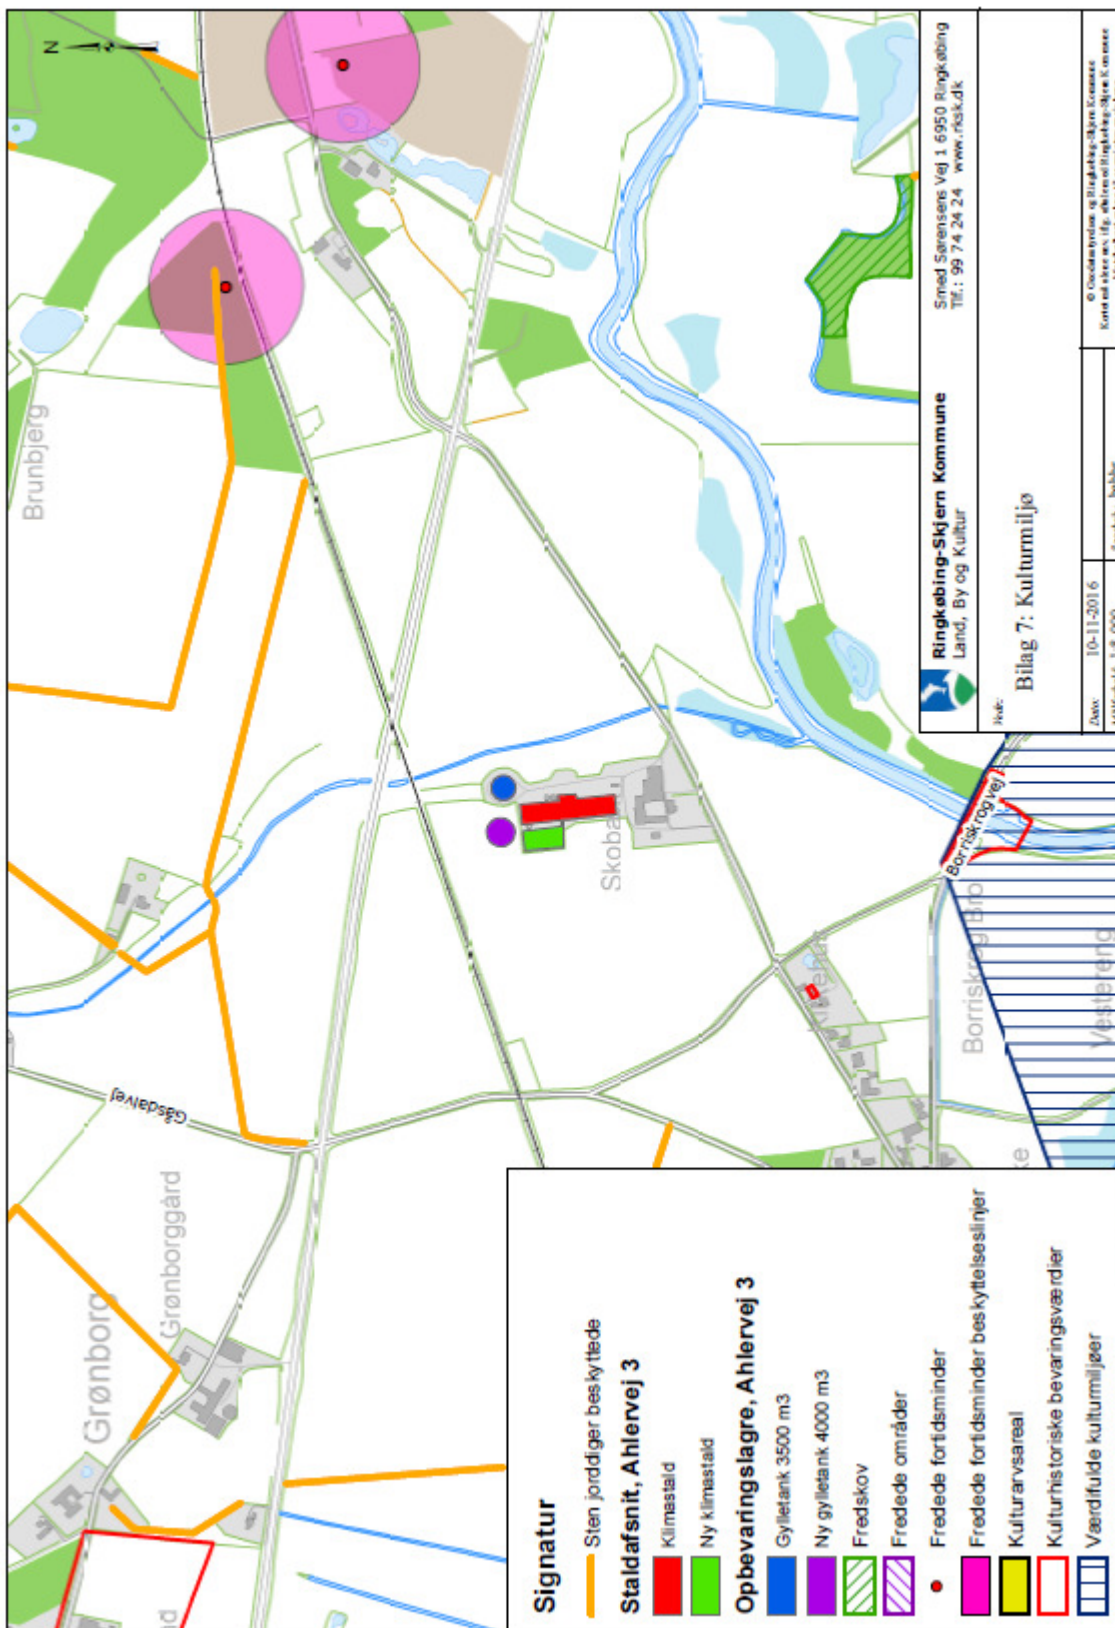 N
Brunbjerg
Gåsdalvej
Grønborg
Grønborggård
Borriskrogvej
Borriskrog Bro
Vestereng
Signatur
Sten jorddiger beskyttede
Staldafsnit, Ahlervej 3
Klimastald
Ny klimastald
Opbevaringslagre, Ahlervej 3
Gylletank 3500 m3
Ny gylletank 4000 m3
Fredskov
Fredede områder
Fredede fortidsminder
Fredede fortidsminder beskyttelseslinjer
Kulturarvsareal
Kulturhistoriske bevaringsværdier
Værdifulde kulturmiljøer
Ringkøbing-Skjern Kommune
Land, By og Kultur
Smed Sørensens Vej 1 6950 Ringkøbing
Tlf.: 99 74 24 24 www.rksk.dk
Bilag 7: Kulturmiljø
Dato: 10-11-2016